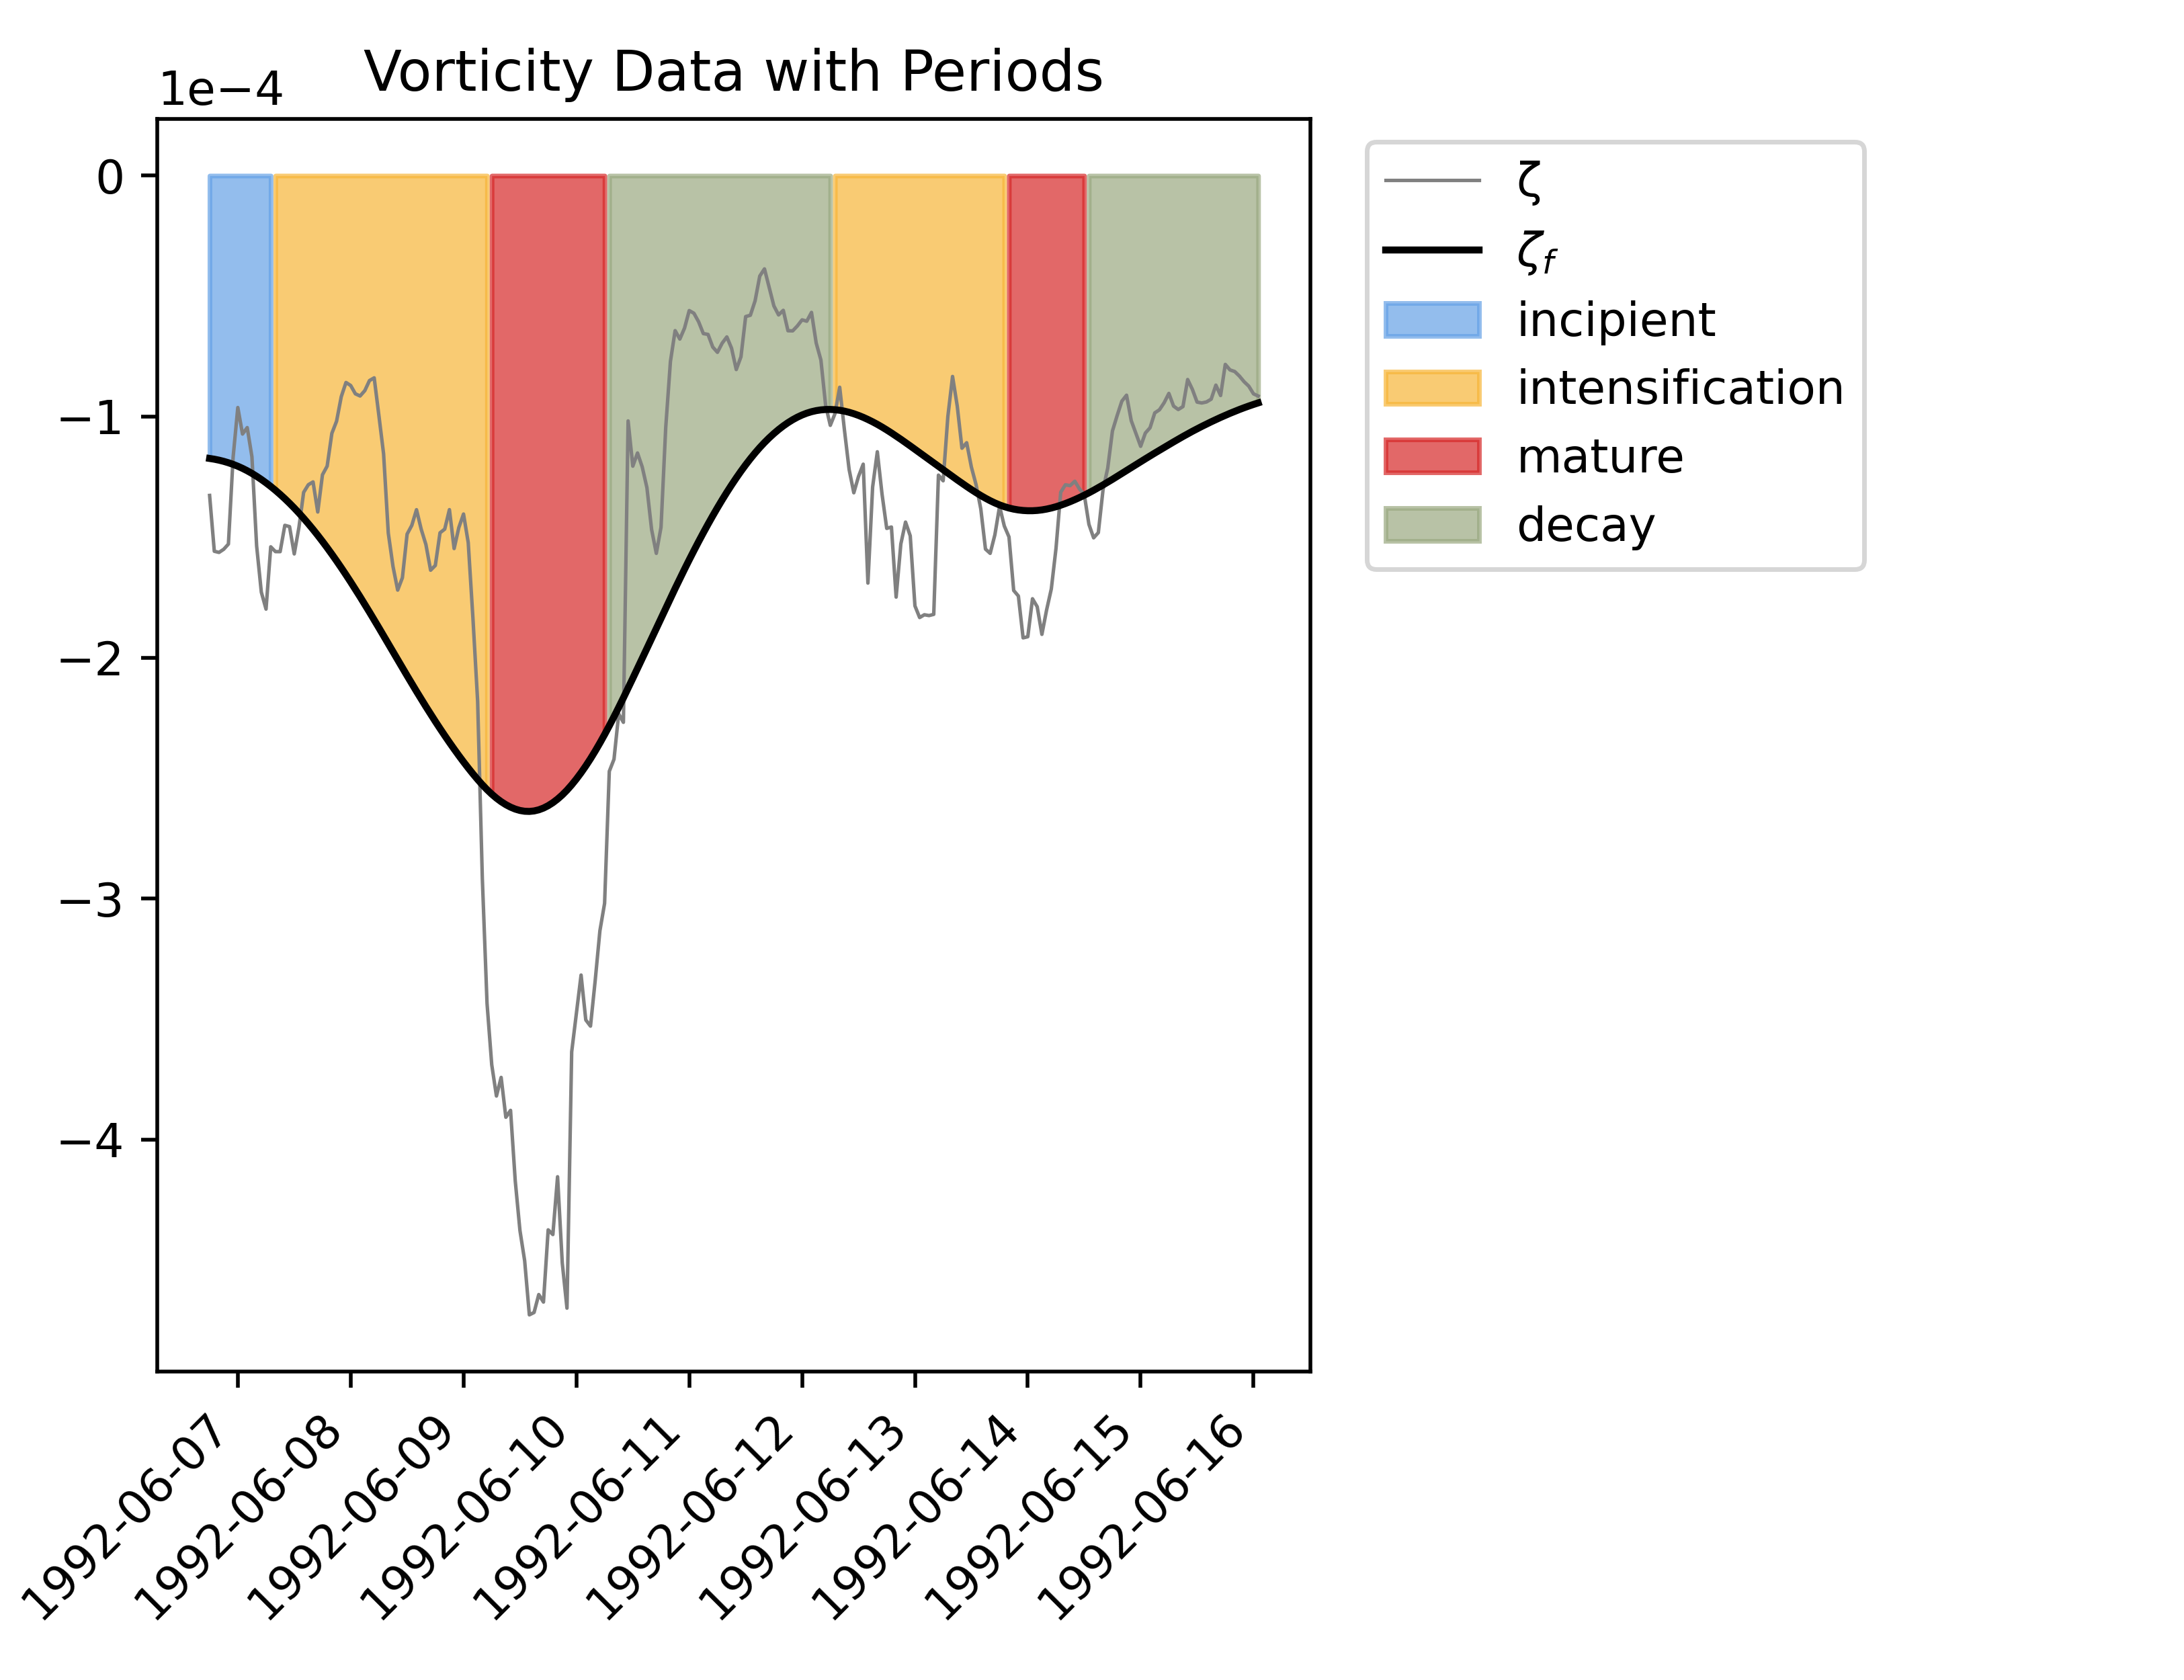 Vorticity Data with Periods
1e−4
0
−1
−2
−3
−4
1992-06-07
1992-06-08
1992-06-09
1992-06-10
1992-06-11
1992-06-12
1992-06-13
1992-06-14
1992-06-15
1992-06-16
ζ
ζf
incipient
intensification
mature
decay